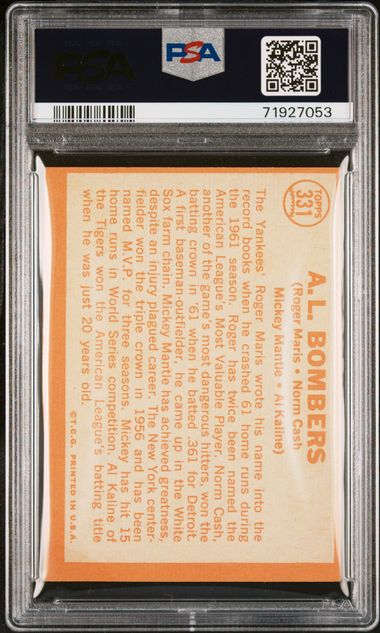 PSA
PSA
71927053
TOPPS
331
A.L. BOMBERS
(Roger Maris • Norm Cash
Mickey Mantle • Al Kaline)
The Yankees' Roger Maris wrote his name into the
record books when he crashed 61 home runs during
the 1961 season. Roger has twice been named the
American League's Most Valuable Player. Norm Cash,
another of the game's most dangerous hitters, won the
batting crown in '61 when he batted .361 for Detroit.
A first baseman-outfielder, he came up in the White
Sox farm chain. Mickey Mantle has achieved greatness,
despite an injury plagued career. The New York center-
fielder won the triple crown in 1956 and has been
named M.V.P. for three seasons. Mickey has hit 15
home runs in World Series competition. Al Kaline of
the Tigers won the American League's batting title
when he was just 20 years old.
©T.C.G. PRINTED IN U.S.A.